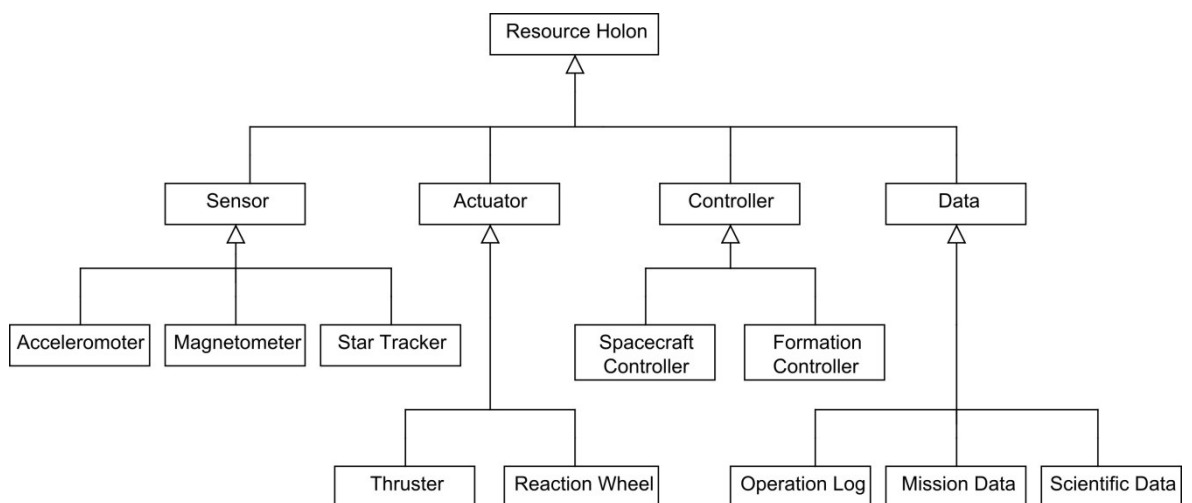 Resource Holon
Sensor
Actuator
Controller
Data
Acceleromoter
Magnetometer
Star Tracker
Spacecraft
Controller
Formation
Controller
Thruster
Reaction Wheel
Operation Log
Mission Data
Scientific Data